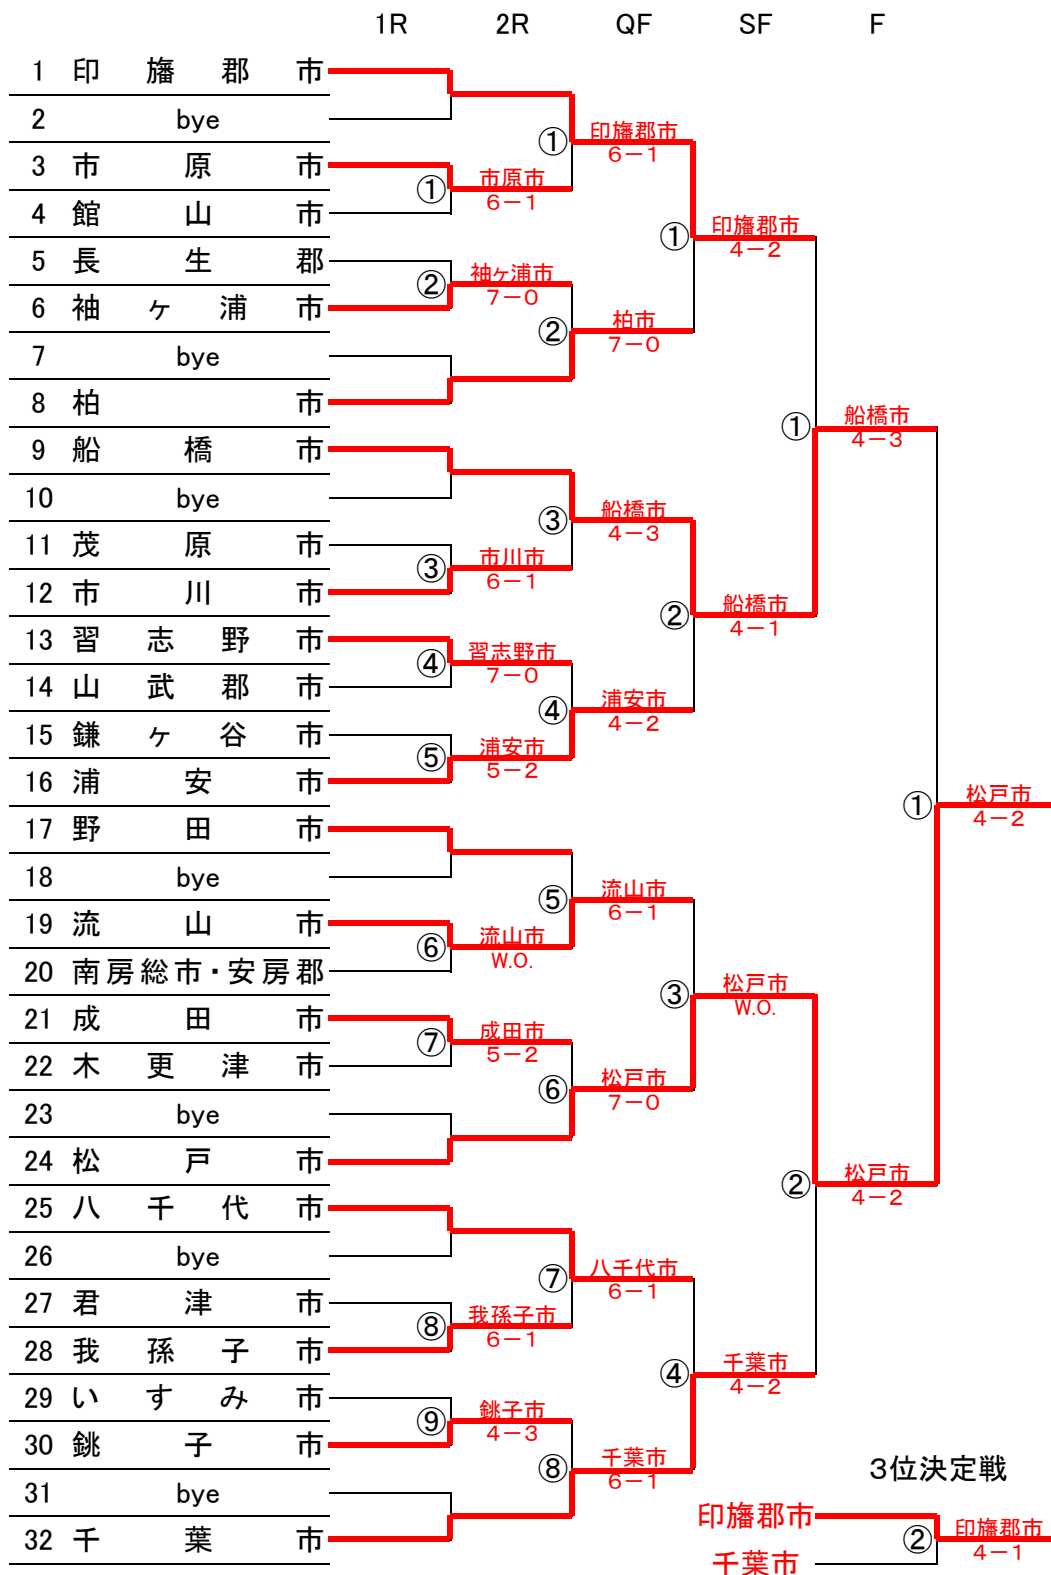 1R 2R QF SF F
1 印旛郡市
2 bye
① 印旛郡市
6－1
3 市原市
① 市原市
6－1
4 館山市
① 印旛郡市
4－2
5 長生郡
② 袖ヶ浦市
7－0
6 袖ヶ浦市
② 柏市
7－0
7 bye
8 柏市
① 船橋市
4－3
9 船橋市
10 bye
③ 船橋市
4－3
11 茂原市
③ 市川市
6－1
12 市川市
② 船橋市
4－1
13 習志野市
④ 習志野市
7－0
14 山武郡市
④ 浦安市
4－2
15 鎌ヶ谷市
⑤ 浦安市
5－2
16 浦安市
① 松戸市
4－2
17 野田市
18 bye
⑤ 流山市
6－1
19 流山市
⑥ 流山市
W.O.
20 南房総市・安房郡
③ 松戸市
W.O.
21 成田市
⑦ 成田市
5－2
22 木更津市
⑥ 松戸市
7－0
23 bye
24 松戸市
② 松戸市
4－2
25 八千代市
26 bye
⑦ 八千代市
6－1
27 君津市
⑧ 我孫子市
6－1
28 我孫子市
④ 千葉市
4－2
29 いすみ市
⑨ 銚子市
4－3
30 銚子市
⑧ 千葉市
6－1
31 bye
32 千葉市
3位決定戦
印旛郡市
② 印旛郡市
4－1
千葉市